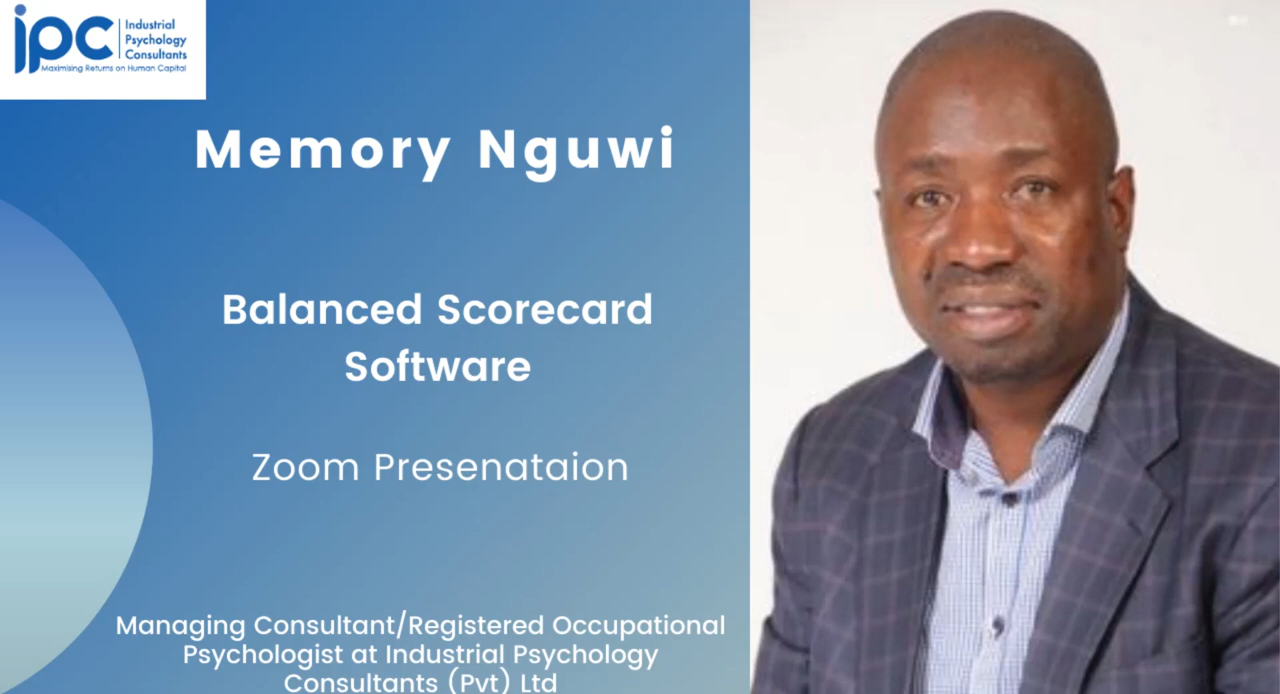 ipc
Industrial
Psychology
Consultants
Maximising Returns on Human Capital
Memory Nguwi
Balanced Scorecard
Software
Zoom Presenataion
Managing Consultant/Registered Occupational
Psychologist at Industrial Psychology
Consultants (Pvt) Ltd